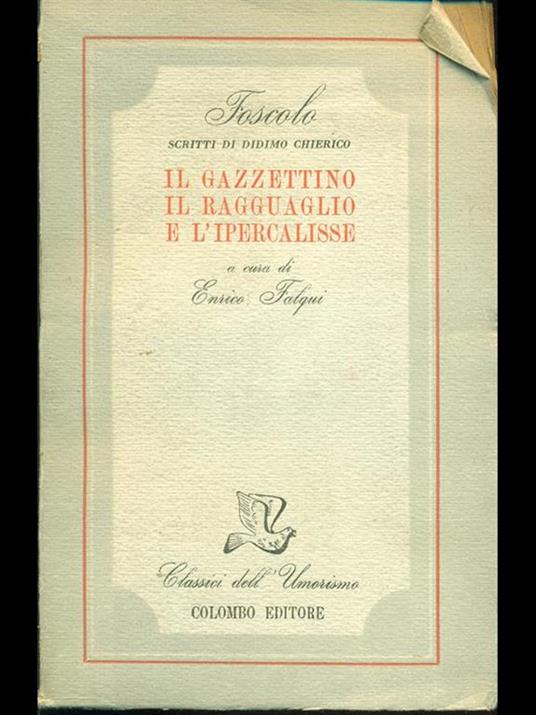 Foscolo
SCRITTI DI DIDIMO CHIERICO
IL GAZZETTINO
IL RAGGUAGLIO
E L'IPERCALISSE
a cura di
Enrico Falqui
Classici dell'Umorismo
COLOMBO EDITORE